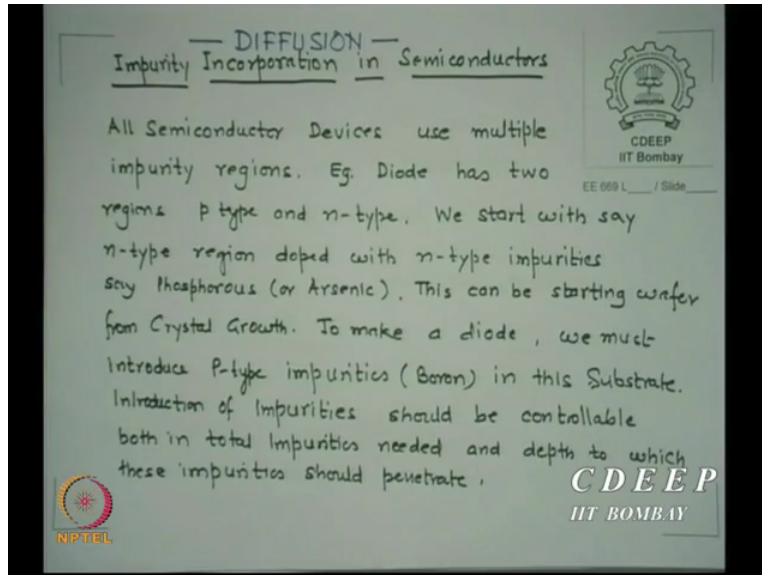 — DIFFUSION —
Impurity Incorporation in Semiconductors
All Semiconductor Devices use multiple
impurity regions. Eg. Diode has two
regions p type and n-type. We start with say
n-type region doped with n-type impurities
say Phosphorous (or Arsenic). This can be starting wafer
from Crystal Growth. To make a diode, we must
introduce P-type impurities (Boron) in this Substrate.
Introduction of Impurities should be controllable
both in total Impurities needed and depth to which
these impurities should penetrate.
CDEEP
IIT Bombay
EE 669 L____ / Slide____
NPTEL
CDEEP
IIT BOMBAY